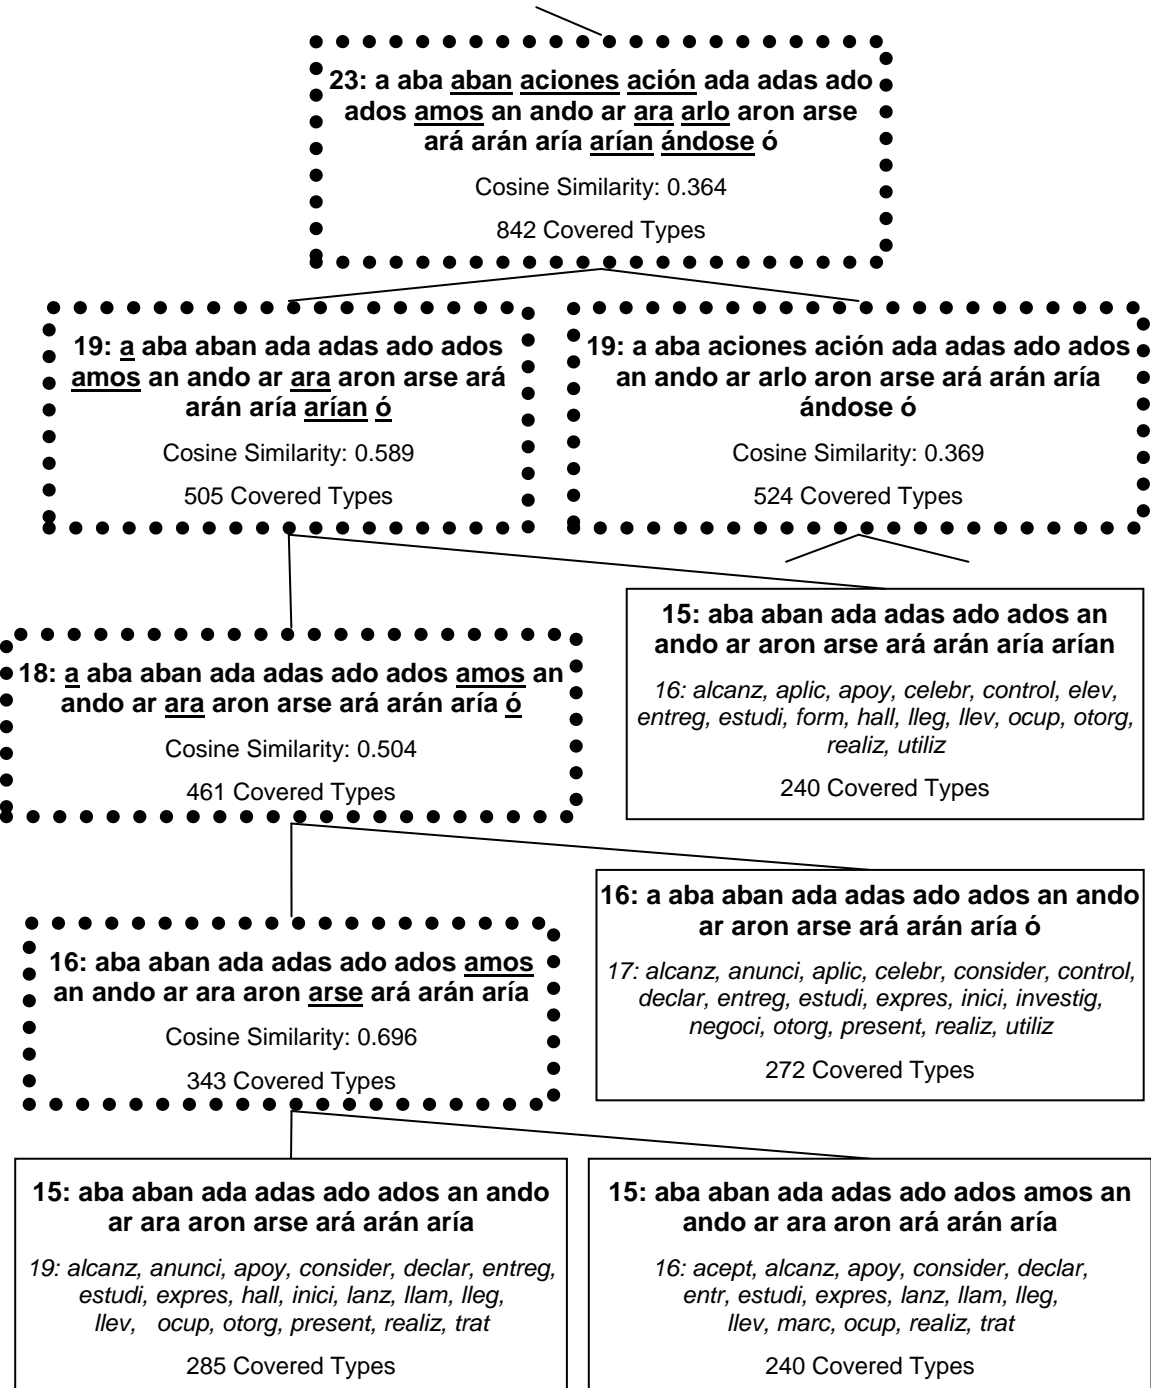 23: a aba aban aciones ación ada adas ado
ados amos an ando ar ara arlo aron arse
ará arán aría arían ándose ó
Cosine Similarity: 0.364
842 Covered Types
19: a aba aban ada adas ado ados
amos an ando ar ara aron arse ará
arán aría arían ó
Cosine Similarity: 0.589
505 Covered Types
19: a aba aciones ación ada adas ado ados
an ando ar arlo aron arse ará arán aría
ándose ó
Cosine Similarity: 0.369
524 Covered Types
15: aba aban ada adas ado ados an
ando ar aron arse ará arán aría arían
16: alcanz, aplic, apoy, celebr, control, elev,
entreg, estudi, form, hall, lleg, llev, ocup, otorg,
realiz, utiliz
240 Covered Types
18: a aba aban ada adas ado ados amos an
ando ar ara aron arse ará arán aría ó
Cosine Similarity: 0.504
461 Covered Types
16: a aba aban ada adas ado ados an ando
ar aron arse ará arán aría ó
17: alcanz, anunci, aplic, celebr, consider, control,
declar, entreg, estudi, expres, inici, investig,
negoci, otorg, present, realiz, utiliz
272 Covered Types
16: aba aban ada adas ado ados amos
an ando ar ara aron arse ará arán aría
Cosine Similarity: 0.696
343 Covered Types
15: aba aban ada adas ado ados an ando
ar ara aron arse ará arán aría
19: alcanz, anunci, apoy, consider, declar, entreg,
estudi, expres, hall, inici, lanz, llam, lleg,
llev, ocup, otorg, present, realiz, trat
285 Covered Types
15: aba aban ada adas ado ados amos an
ando ar ara aron ará arán aría
16: acept, alcanz, apoy, consider, declar,
entr, estudi, expres, lanz, llam, lleg,
llev, marc, ocup, realiz, trat
240 Covered Types